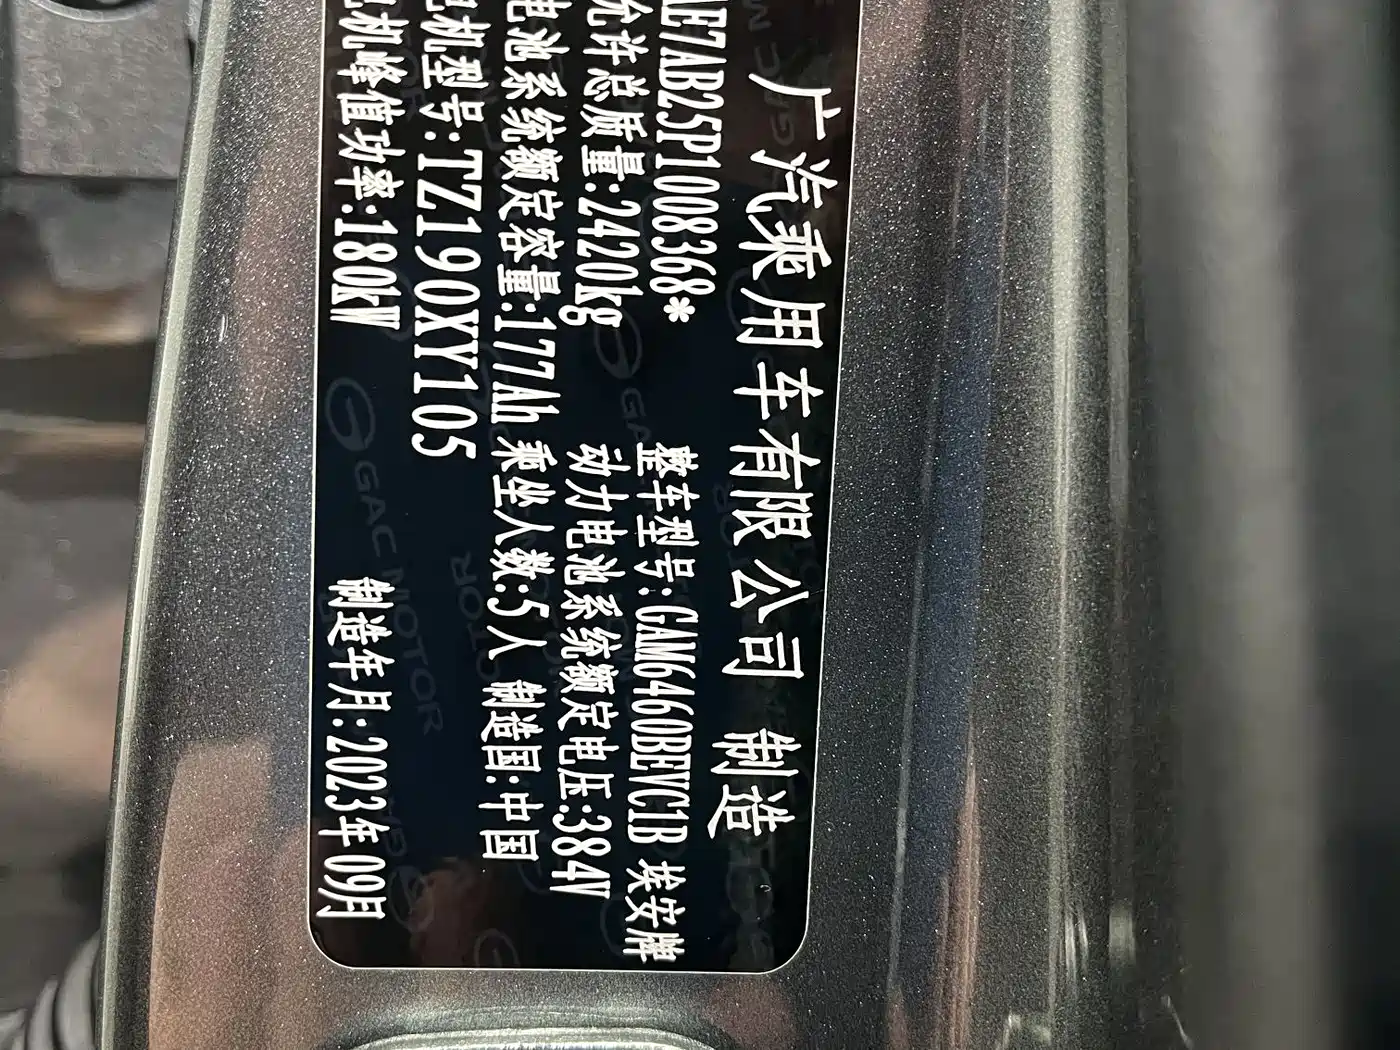 广汽乘用车有限公司 制造
AE7AB25P1008368* 整车型号:GAM6460BEVC1B 埃安牌
允许总质量:2420kg 动力电池系统额定电压:384V
电池系统额定容量:177Ah 乘坐人数:5人 制造国:中国
电机型号:TZ190XY105
电机峰值功率:180kW 制造年月:2023年09月
GAC MOTOR